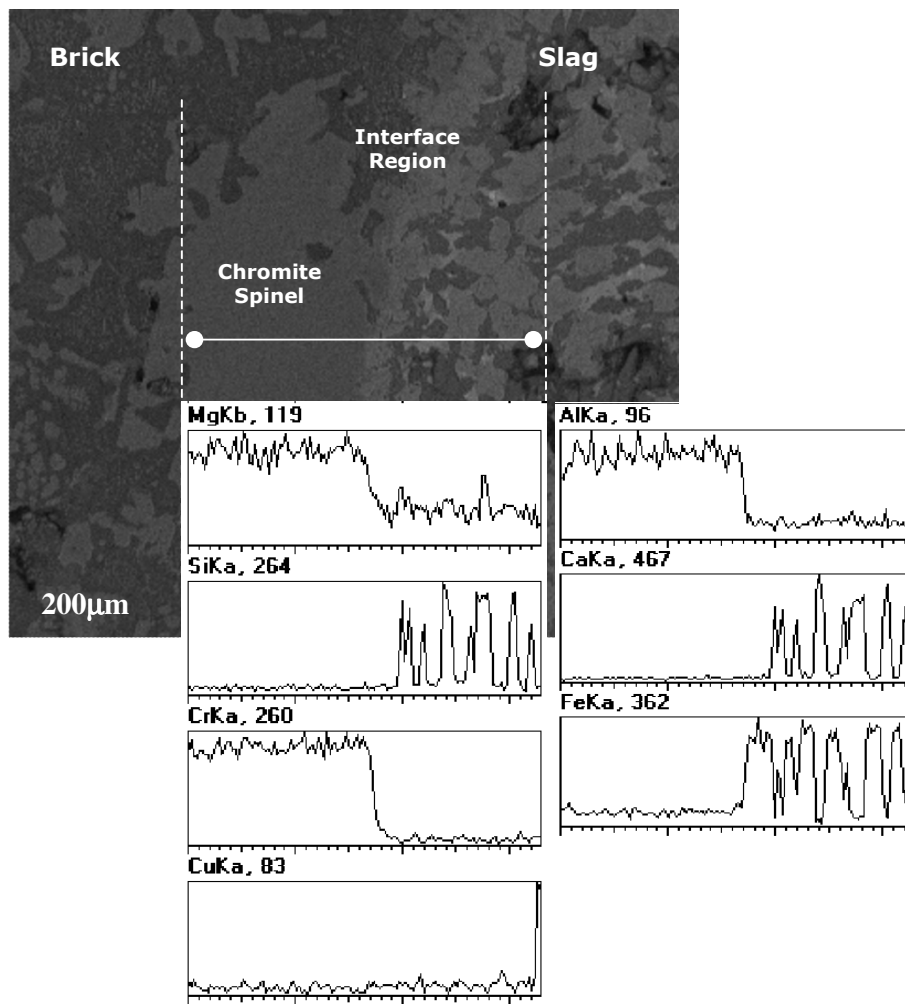 Brick
Slag
Interface
Region
Chromite
Spinel
200μm
MgKb, 119
AlKa, 96
SiKa, 264
CaKa, 467
CrKa, 260
FeKa, 362
CuKa, 83